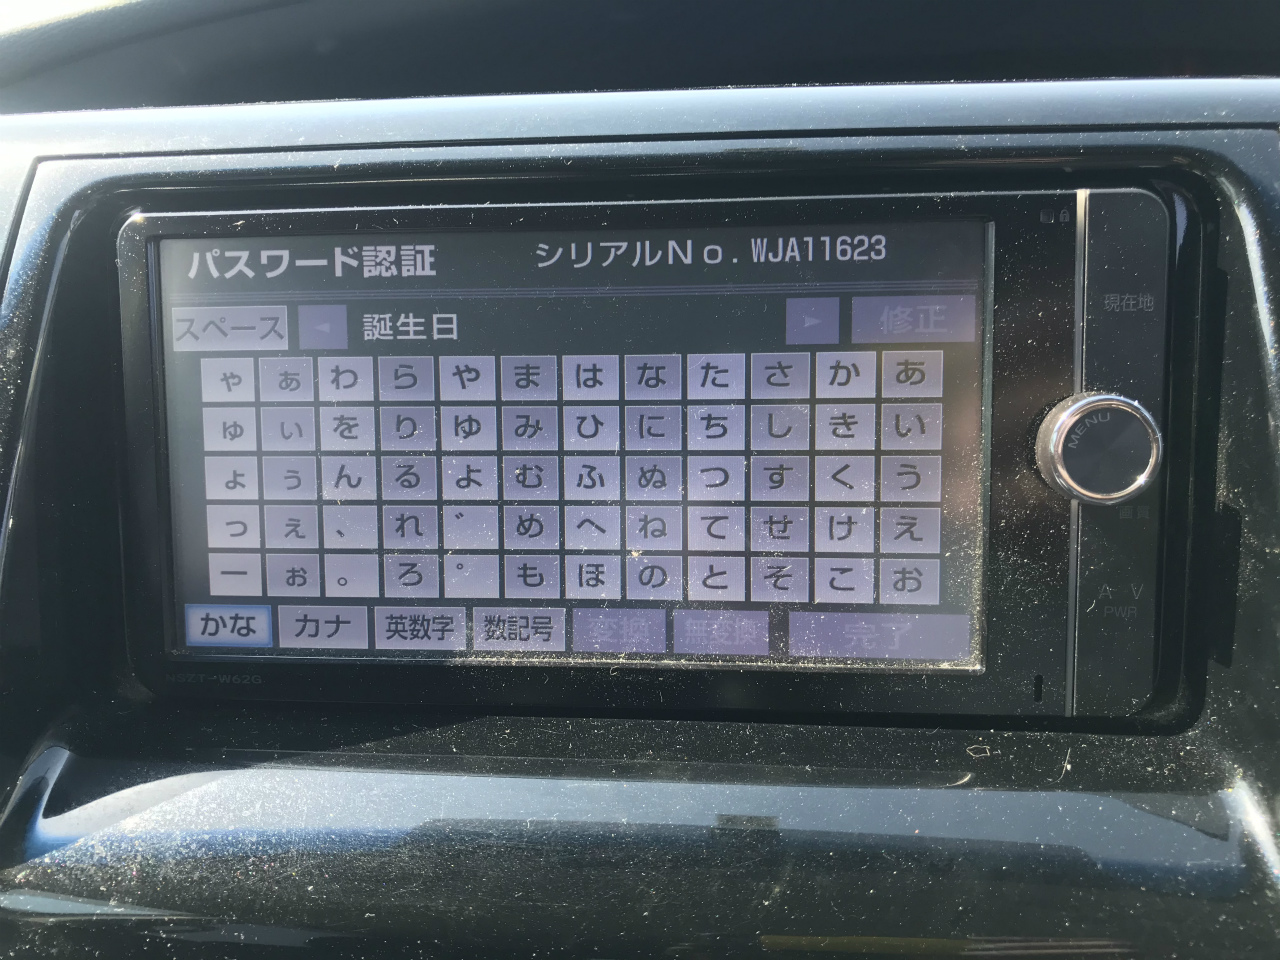 パスワード認証 シリアルNo. WJA11623
現在地
スペース ◄ 誕生日 ► 修正
ゃ ぁ わ ら や ま は な た さ か あ
ゅ ぃ を り ゆ み ひ に ち し き い
MENU
ょ ぅ ん る よ む ふ ぬ つ す く う
っ ぇ 、 れ ゛ め へ ね て せ け え
ー ぉ 。 ろ ゜ も ほ の と そ こ お
A V
PWR
かな カナ 英数字 数記号 変換 無変換 完了
NSZT-W62G